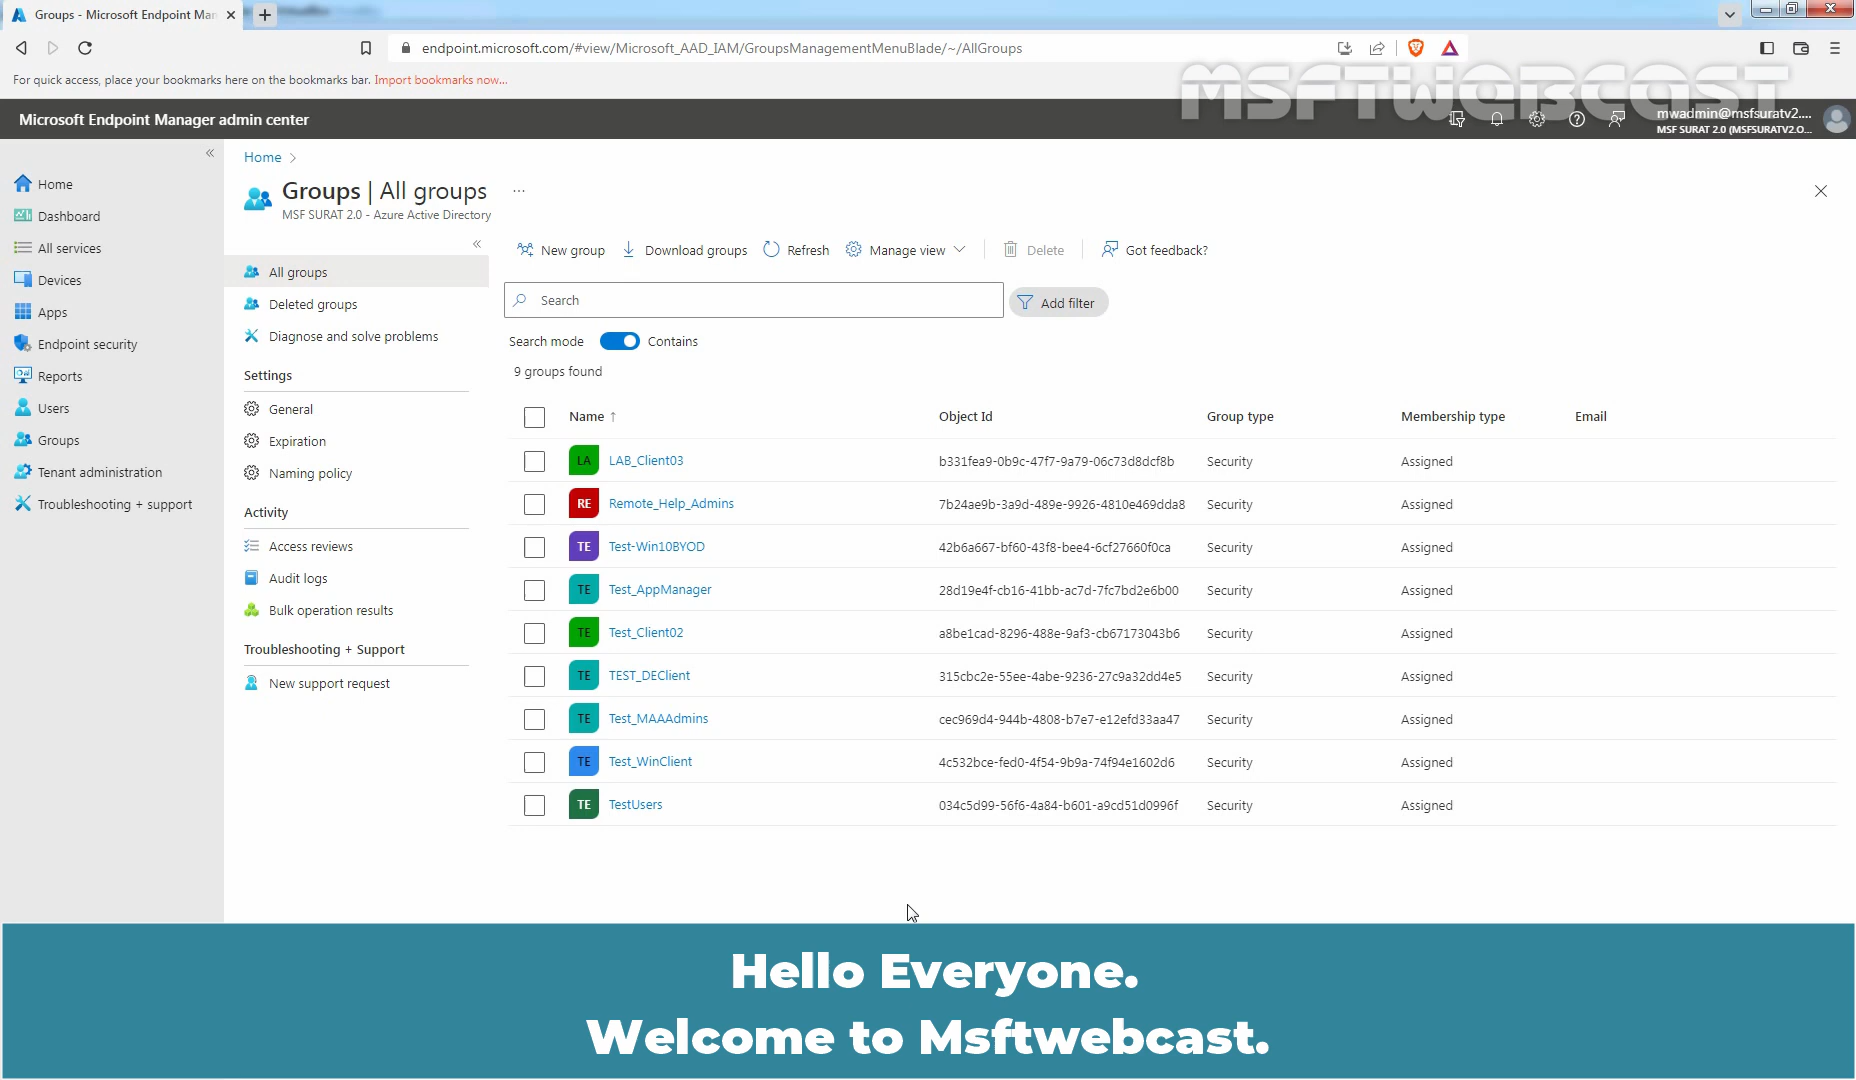 Groups - Microsoft Endpoint Man
For quick access, place your bookmarks here on the bookmarks bar. Import bookmarks now...
endpoint.microsoft.com/#view/Microsoft_AAD_IAM/GroupsManagementMenuBlade/~/AllGroups
MSFTWEBCAST
Microsoft Endpoint Manager admin center
mwadmin@msfsuratv2....
MSF SURAT 2.0 (MSFSURATV2.O...
Home
Dashboard
All services
Devices
Apps
Endpoint security
Reports
Users
Groups
Tenant administration
Troubleshooting + support
Home
Groups | All groups ...
MSF SURAT 2.0 - Azure Active Directory
All groups
Deleted groups
Diagnose and solve problems
Settings
General
Expiration
Naming policy
Activity
Access reviews
Audit logs
Bulk operation results
Troubleshooting + Support
New support request
New group Download groups Refresh Manage view Delete Got feedback?
Search Add filter
Search mode Contains
9 groups found
Name ↑ Object Id Group type Membership type Email
LA LAB_Client03 b331fea9-0b9c-47f7-9a79-06c73d8dcf8b Security Assigned
RE Remote_Help_Admins 7b24ae9b-3a9d-489e-9926-4810e469dda8 Security Assigned
TE Test-Win10BYOD 42b6a667-bf60-43f8-bee4-6cf27660f0ca Security Assigned
TE Test_AppManager 28d19e4f-cb16-41bb-ac7d-7fc7bd2e6b00 Security Assigned
TE Test_Client02 a8be1cad-8296-488e-9af3-cb67173043b6 Security Assigned
TE TEST_DEClient 315cbc2e-55ee-4abe-9236-27c9a32dd4e5 Security Assigned
TE Test_MAAAdmins cec969d4-944b-4808-b7e7-e12efd33aa47 Security Assigned
TE Test_WinClient 4c532bce-fed0-4f54-9b9a-74f94e1602d6 Security Assigned
TE TestUsers 034c5d99-56f6-4a84-b601-a9cd51d0996f Security Assigned
Hello Everyone.
Welcome to Msftwebcast.